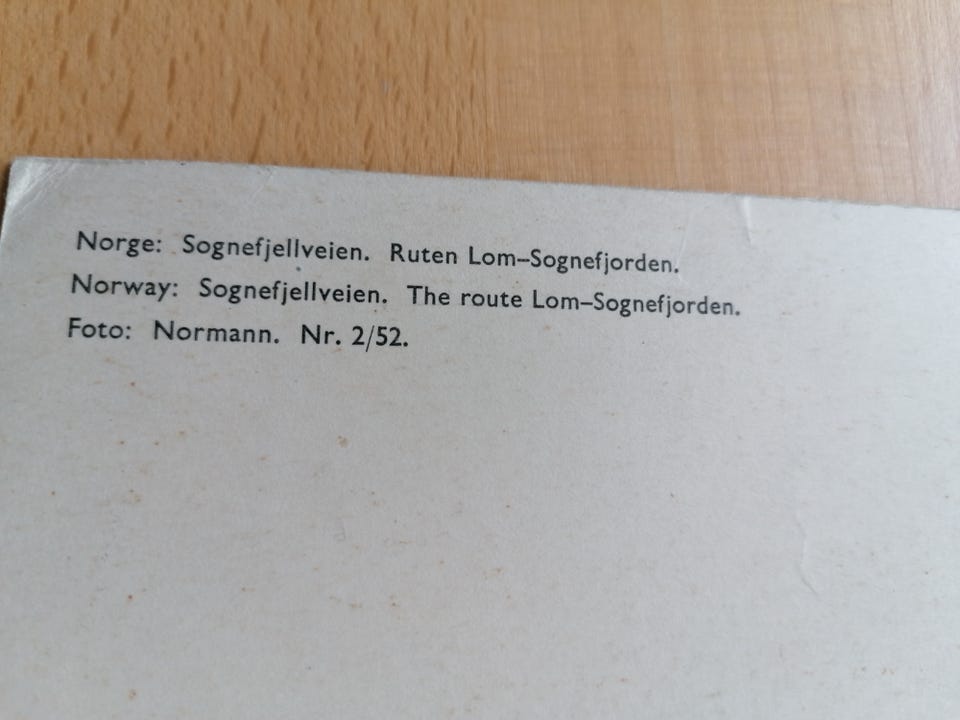 Norge: Sognefjellveien. Ruten Lom–Sognefjorden.
Norway: Sognefjellveien. The route Lom–Sognefjorden.
Foto: Normann. Nr. 2/52.